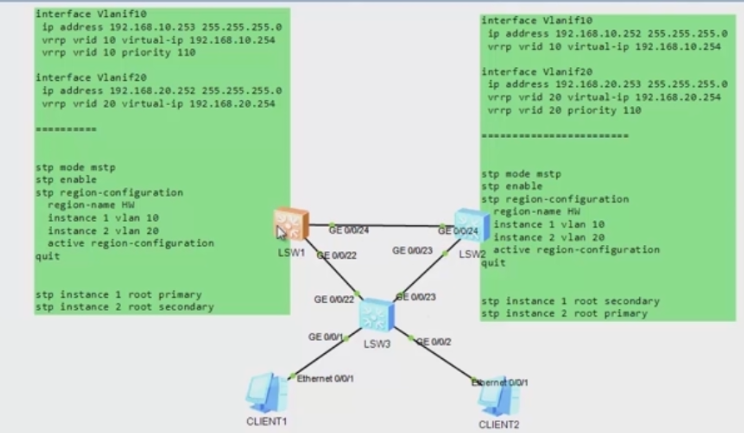 interface Vlanif10
ip address 192.168.10.253 255.255.255.0
vrrp vrid 10 virtual-ip 192.168.10.254
vrrp vrid 10 priority 110
interface Vlanif20
ip address 192.168.20.252 255.255.255.0
vrrp vrid 20 virtual-ip 192.168.20.254
==========
stp mode mstp
stp enable
stp region-configuration
region-name HW
instance 1 vlan 10
instance 2 vlan 20
active region-configuration
quit
stp instance 1 root primary
stp instance 2 root secondary
interface Vlanif10
ip address 192.168.10.252 255.255.255.0
vrrp vrid 10 virtual-ip 192.168.10.254
interface Vlanif20
ip address 192.168.20.253 255.255.255.0
vrrp vrid 20 virtual-ip 192.168.20.254
vrrp vrid 20 priority 110
========================
stp mode mstp
stp enable
stp region-configuration
region-name HW
instance 1 vlan 10
instance 2 vlan 20
active region-configuration
quit
stp instance 1 root secondary
stp instance 2 root primary
GE 0/0/24
GE 0/0/24
LSW1
GE 0/0/22
GE 0/0/23
LSW2
GE 0/0/22
GE 0/0/23
LSW3
GE 0/0/1
GE 0/0/2
Ethernet 0/0/1
Ethernet 0/0/1
CLIENT1
CLIENT2